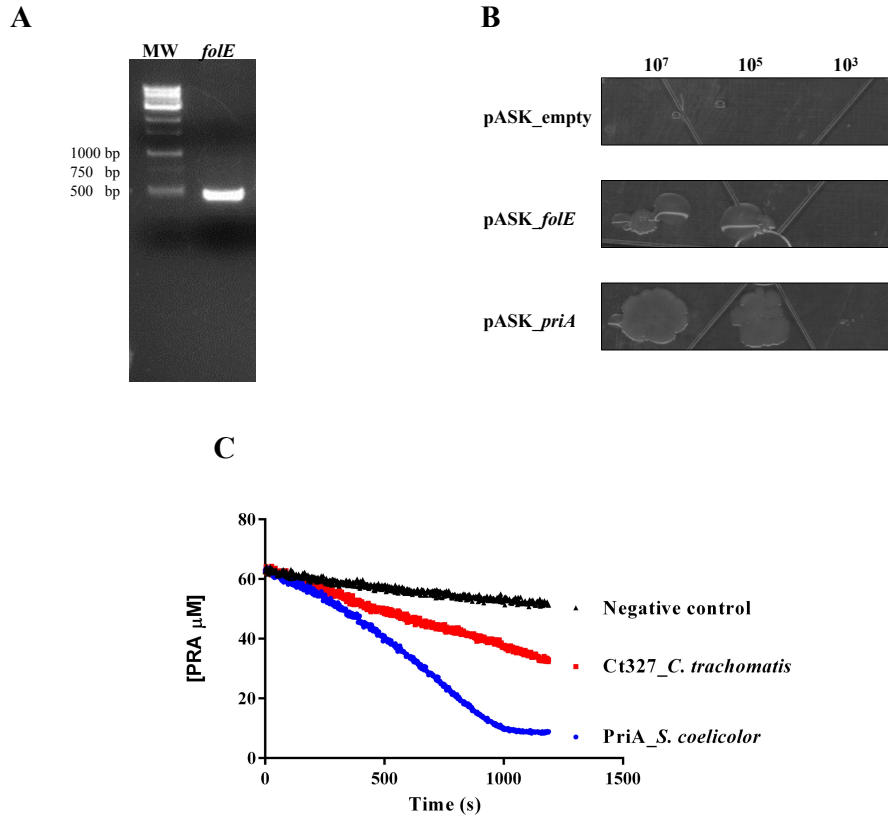 A
MW folE
1000 bp
750 bp
500 bp
B
10⁷ 10⁵ 10³
pASK_empty
pASK_folE
pASK_priA
C
80
60
40
20
0
[PRA µM]
0 500 1000 1500
Time (s)
Negative control
Ct327_C. trachomatis
PriA_S. coelicolor